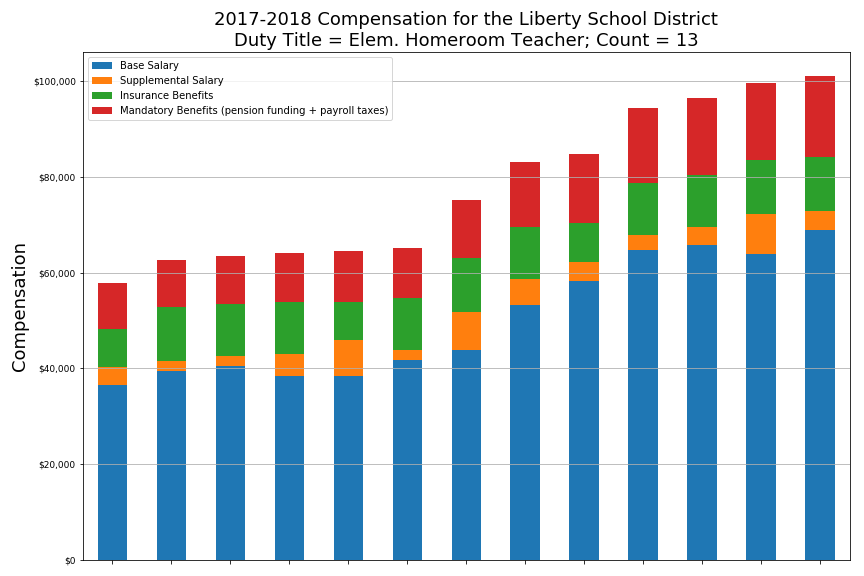 2017-2018 Compensation for the Liberty School District
Duty Title = Elem. Homeroom Teacher; Count = 13
Base Salary
Supplemental Salary
Insurance Benefits
Mandatory Benefits (pension funding + payroll taxes)
$100,000
$80,000
$60,000
$40,000
$20,000
$0
Compensation